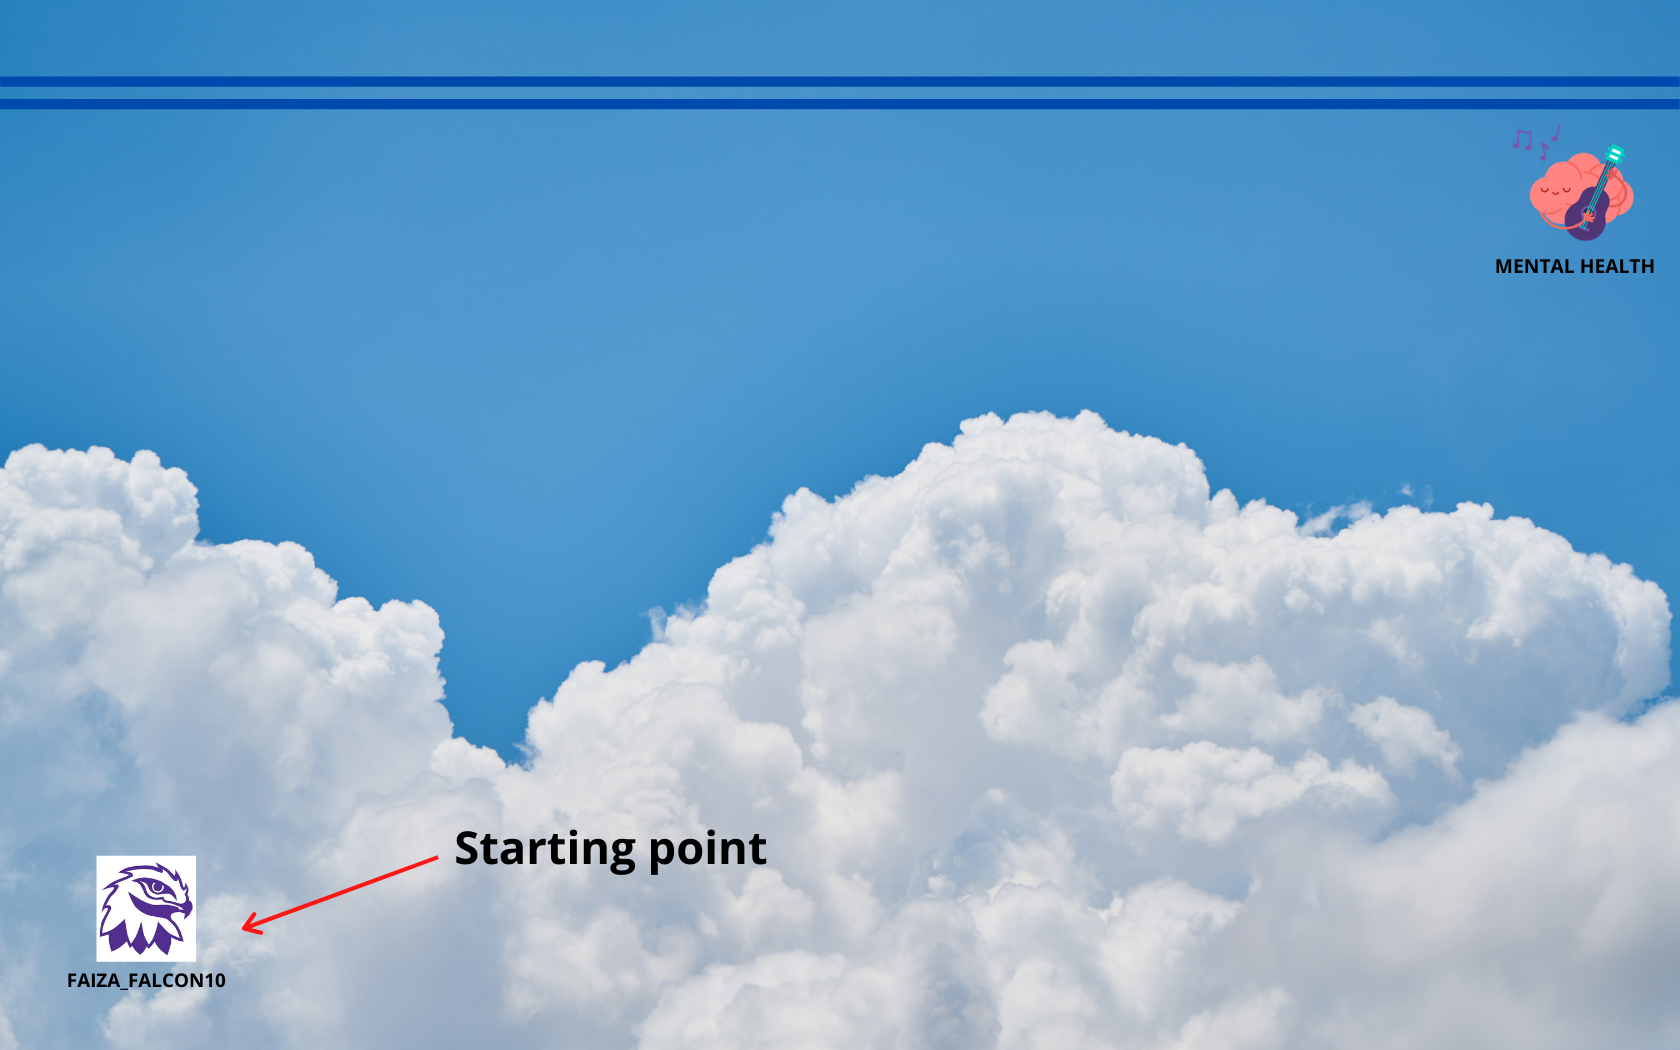 MENTAL HEALTH
Starting point
FAIZA_FALCON10